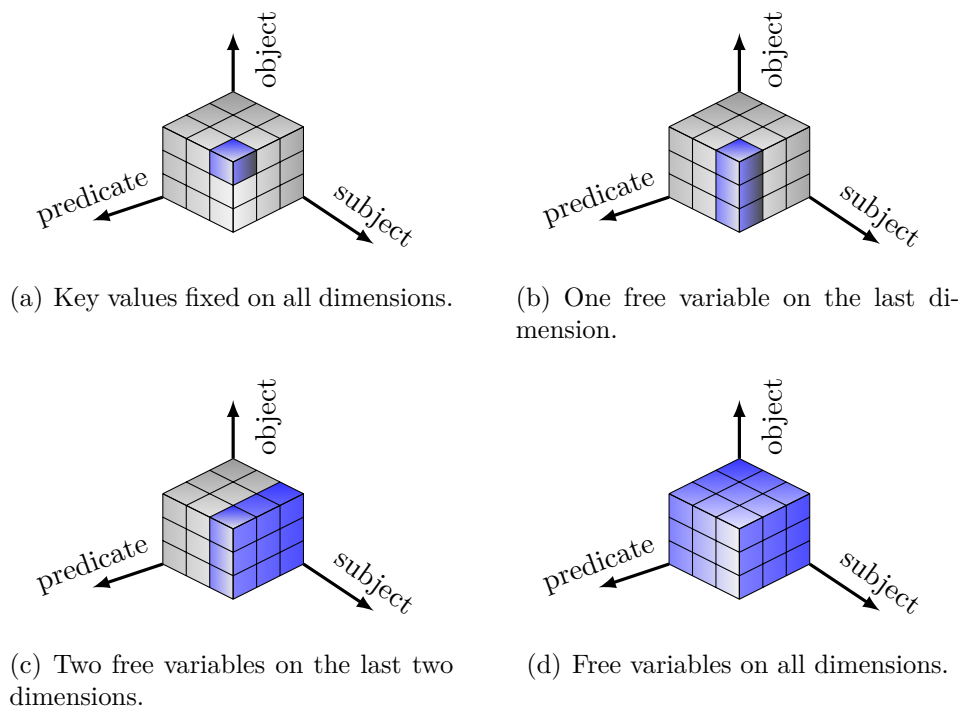 object
predicate
subject
(a) Key values fixed on all dimensions.
object
predicate
subject
(b) One free variable on the last di-
mension.
object
predicate
subject
(c) Two free variables on the last two
dimensions.
object
predicate
subject
(d) Free variables on all dimensions.